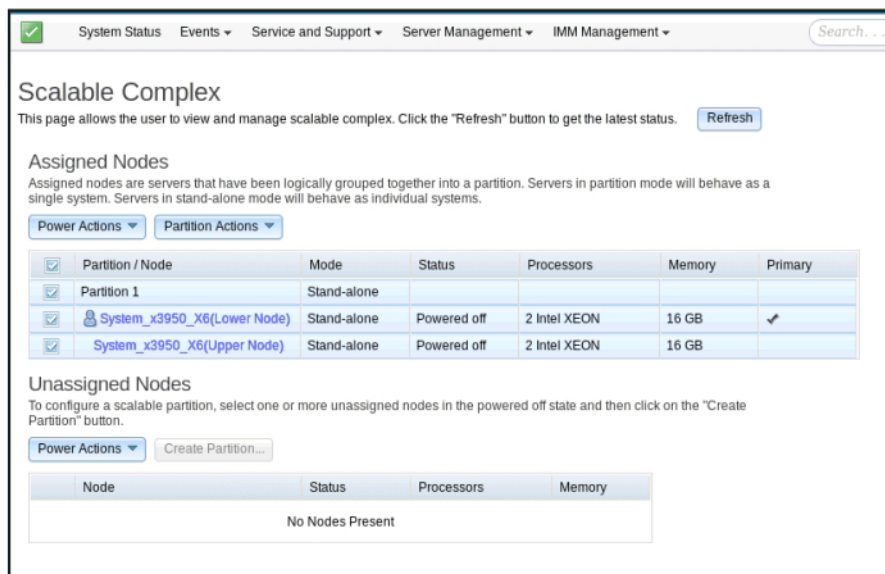 System Status Events Service and Support Server Management IMM Management Search. . .
Scalable Complex
This page allows the user to view and manage scalable complex. Click the "Refresh" button to get the latest status. Refresh
Assigned Nodes
Assigned nodes are servers that have been logically grouped together into a partition. Servers in partition mode will behave as a
single system. Servers in stand-alone mode will behave as individual systems.
Power Actions Partition Actions
Partition / Node Mode Status Processors Memory Primary
Partition 1 Stand-alone
System_x3950_X6(Lower Node) Stand-alone Powered off 2 Intel XEON 16 GB
System_x3950_X6(Upper Node) Stand-alone Powered off 2 Intel XEON 16 GB
Unassigned Nodes
To configure a scalable partition, select one or more unassigned nodes in the powered off state and then click on the "Create
Partition" button.
Power Actions Create Partition...
Node Status Processors Memory
No Nodes Present